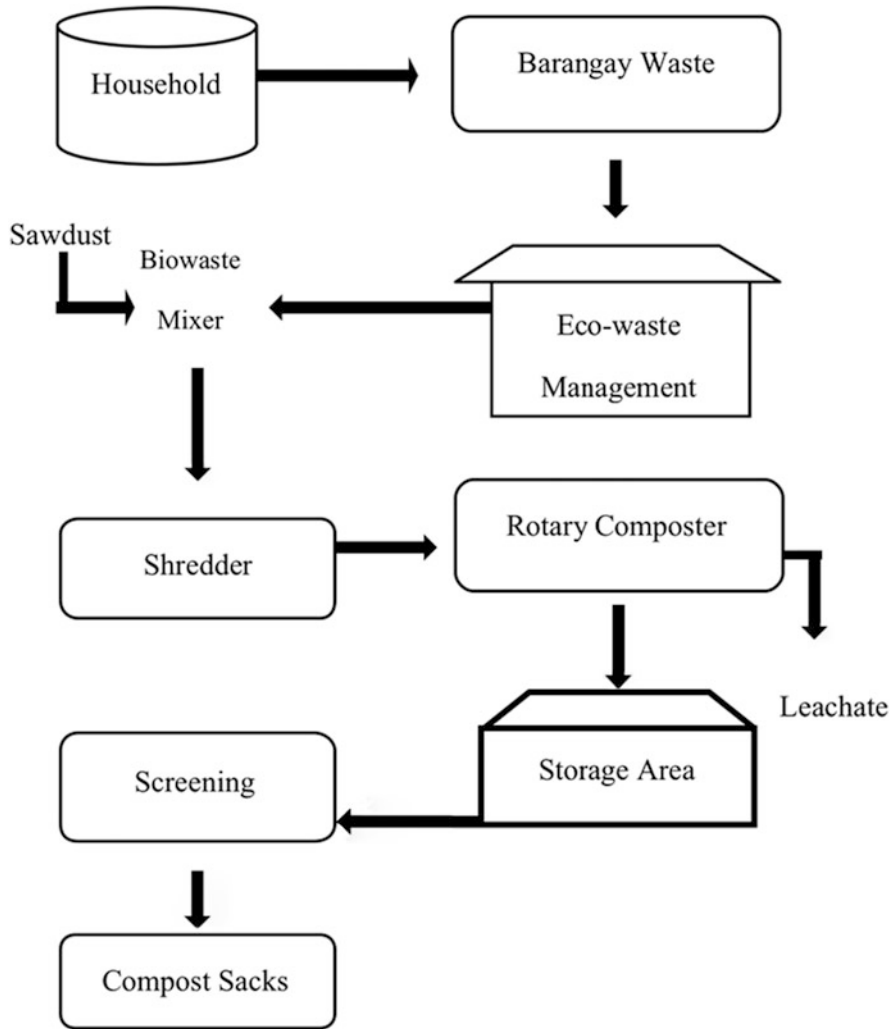 Household
Barangay Waste
Sawdust
Biowaste
Mixer
Eco-waste
Management
Shredder
Rotary Composter
Leachate
Storage Area
Screening
Compost Sacks